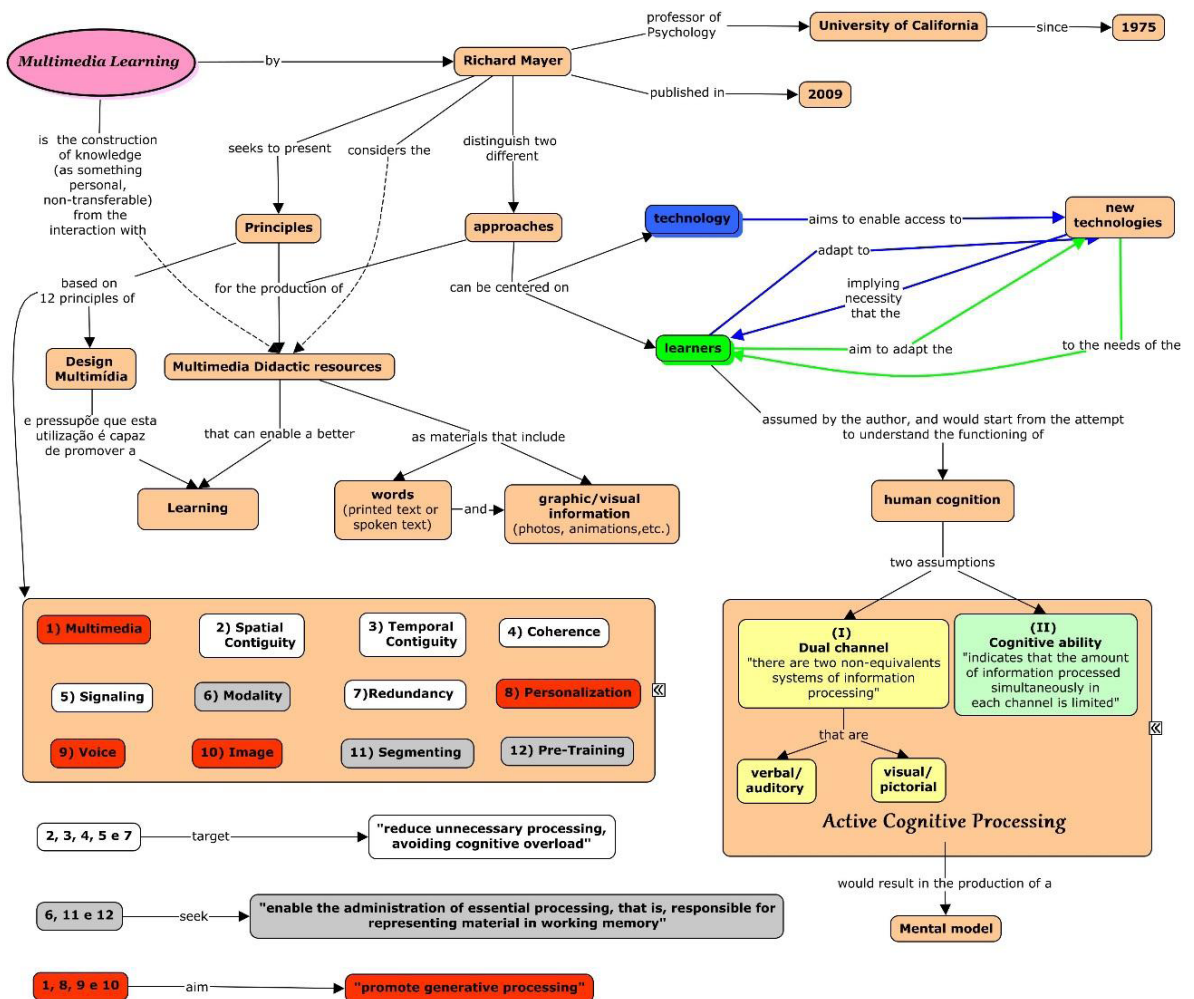 Multimedia Learning
by
Richard Mayer
professor of
Psychology
University of California
since
1975
published in
2009
is  the construction
of knowledge
(as something
personal,
non-transferable)
from the
interaction with
seeks to present
considers the
distinguish two
different
Principles
approaches
technology
aims to enable access to
new
technologies
adapt to
implying
necessity
that the
based on
12 principles of
for the production of
can be centered on
learners
aim to adapt the
to the needs of the
Design
Multimídia
Multimedia Didactic resources
e pressupõe que esta
utilização é capaz
de promover a
that can enable a better
as materials that include
assumed by the author, and would start from the attempt
to understand the functioning of
Learning
words
(printed text or
spoken text)
and
graphic/visual
information
(photos, animations,etc.)
human cognition
two assumptions
1) Multimedia
2) Spatial
Contiguity
3) Temporal
Contiguity
4) Coherence
5) Signaling
6) Modality
7)Redundancy
8) Personalization
9) Voice
10) Image
11) Segmenting
12) Pre-Training
(I)
Dual channel
"there are two non-equivalents
systems of information
processing"
(II)
Cognitive ability
"indicates that the amount
of information processed
simultaneously in
each channel is limited"
that are
verbal/
auditory
visual/
pictorial
Active Cognitive Processing
would result in the production of a
Mental model
2, 3, 4, 5 e 7
target
"reduce unnecessary processing,
avoiding cognitive overload"
6, 11 e 12
seek
"enable the administration of essential processing, that is, responsible for
representing material in working memory"
1, 8, 9 e 10
aim
"promote generative processing"